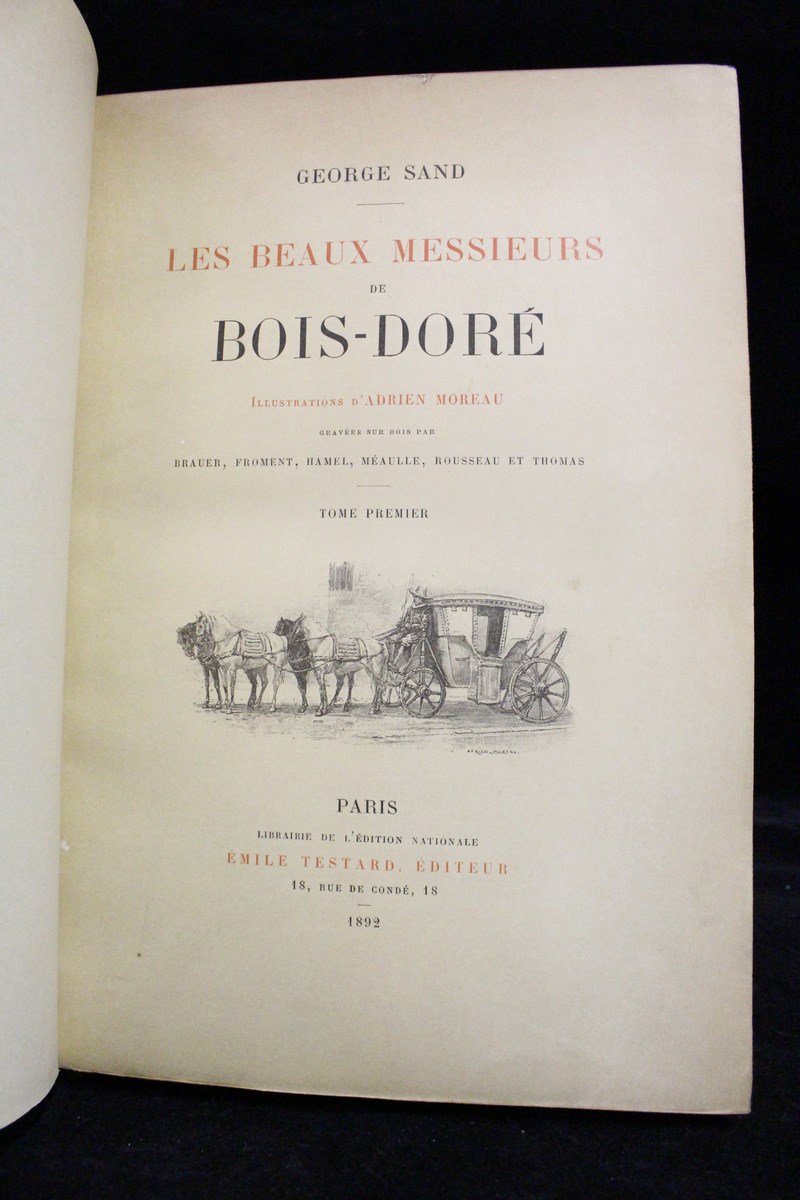 GEORGE SAND
LES BEAUX MESSIEURS
DE
BOIS-DORÉ
ILLUSTRATIONS D'ADRIEN MOREAU
GRAVÉES SUR BOIS PAR
BRAUER, FROMENT, HAMEL, MÉAULLE, ROUSSEAU ET THOMAS
TOME PREMIER
ADRIEN MOREAU.
PARIS
LIBRAIRIE DE L'ÉDITION NATIONALE
ÉMILE TESTARD, ÉDITEUR
18, RUE DE CONDÉ, 18
1892